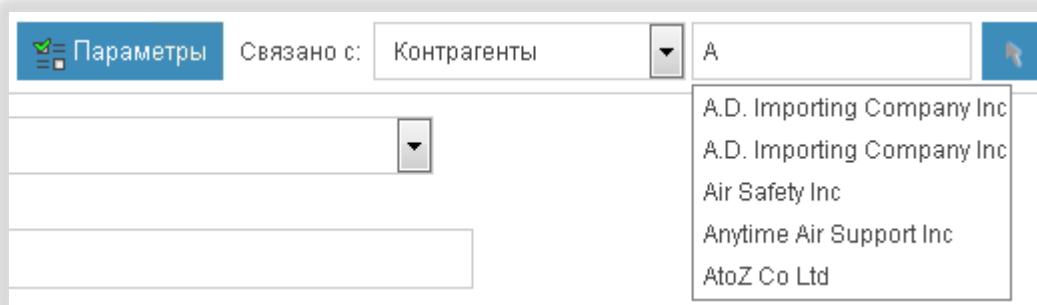 Параметры Связано с: Контрагенты A
A.D. Importing Company Inc
A.D. Importing Company Inc
Air Safety Inc
Anytime Air Support Inc
AtoZ Co Ltd